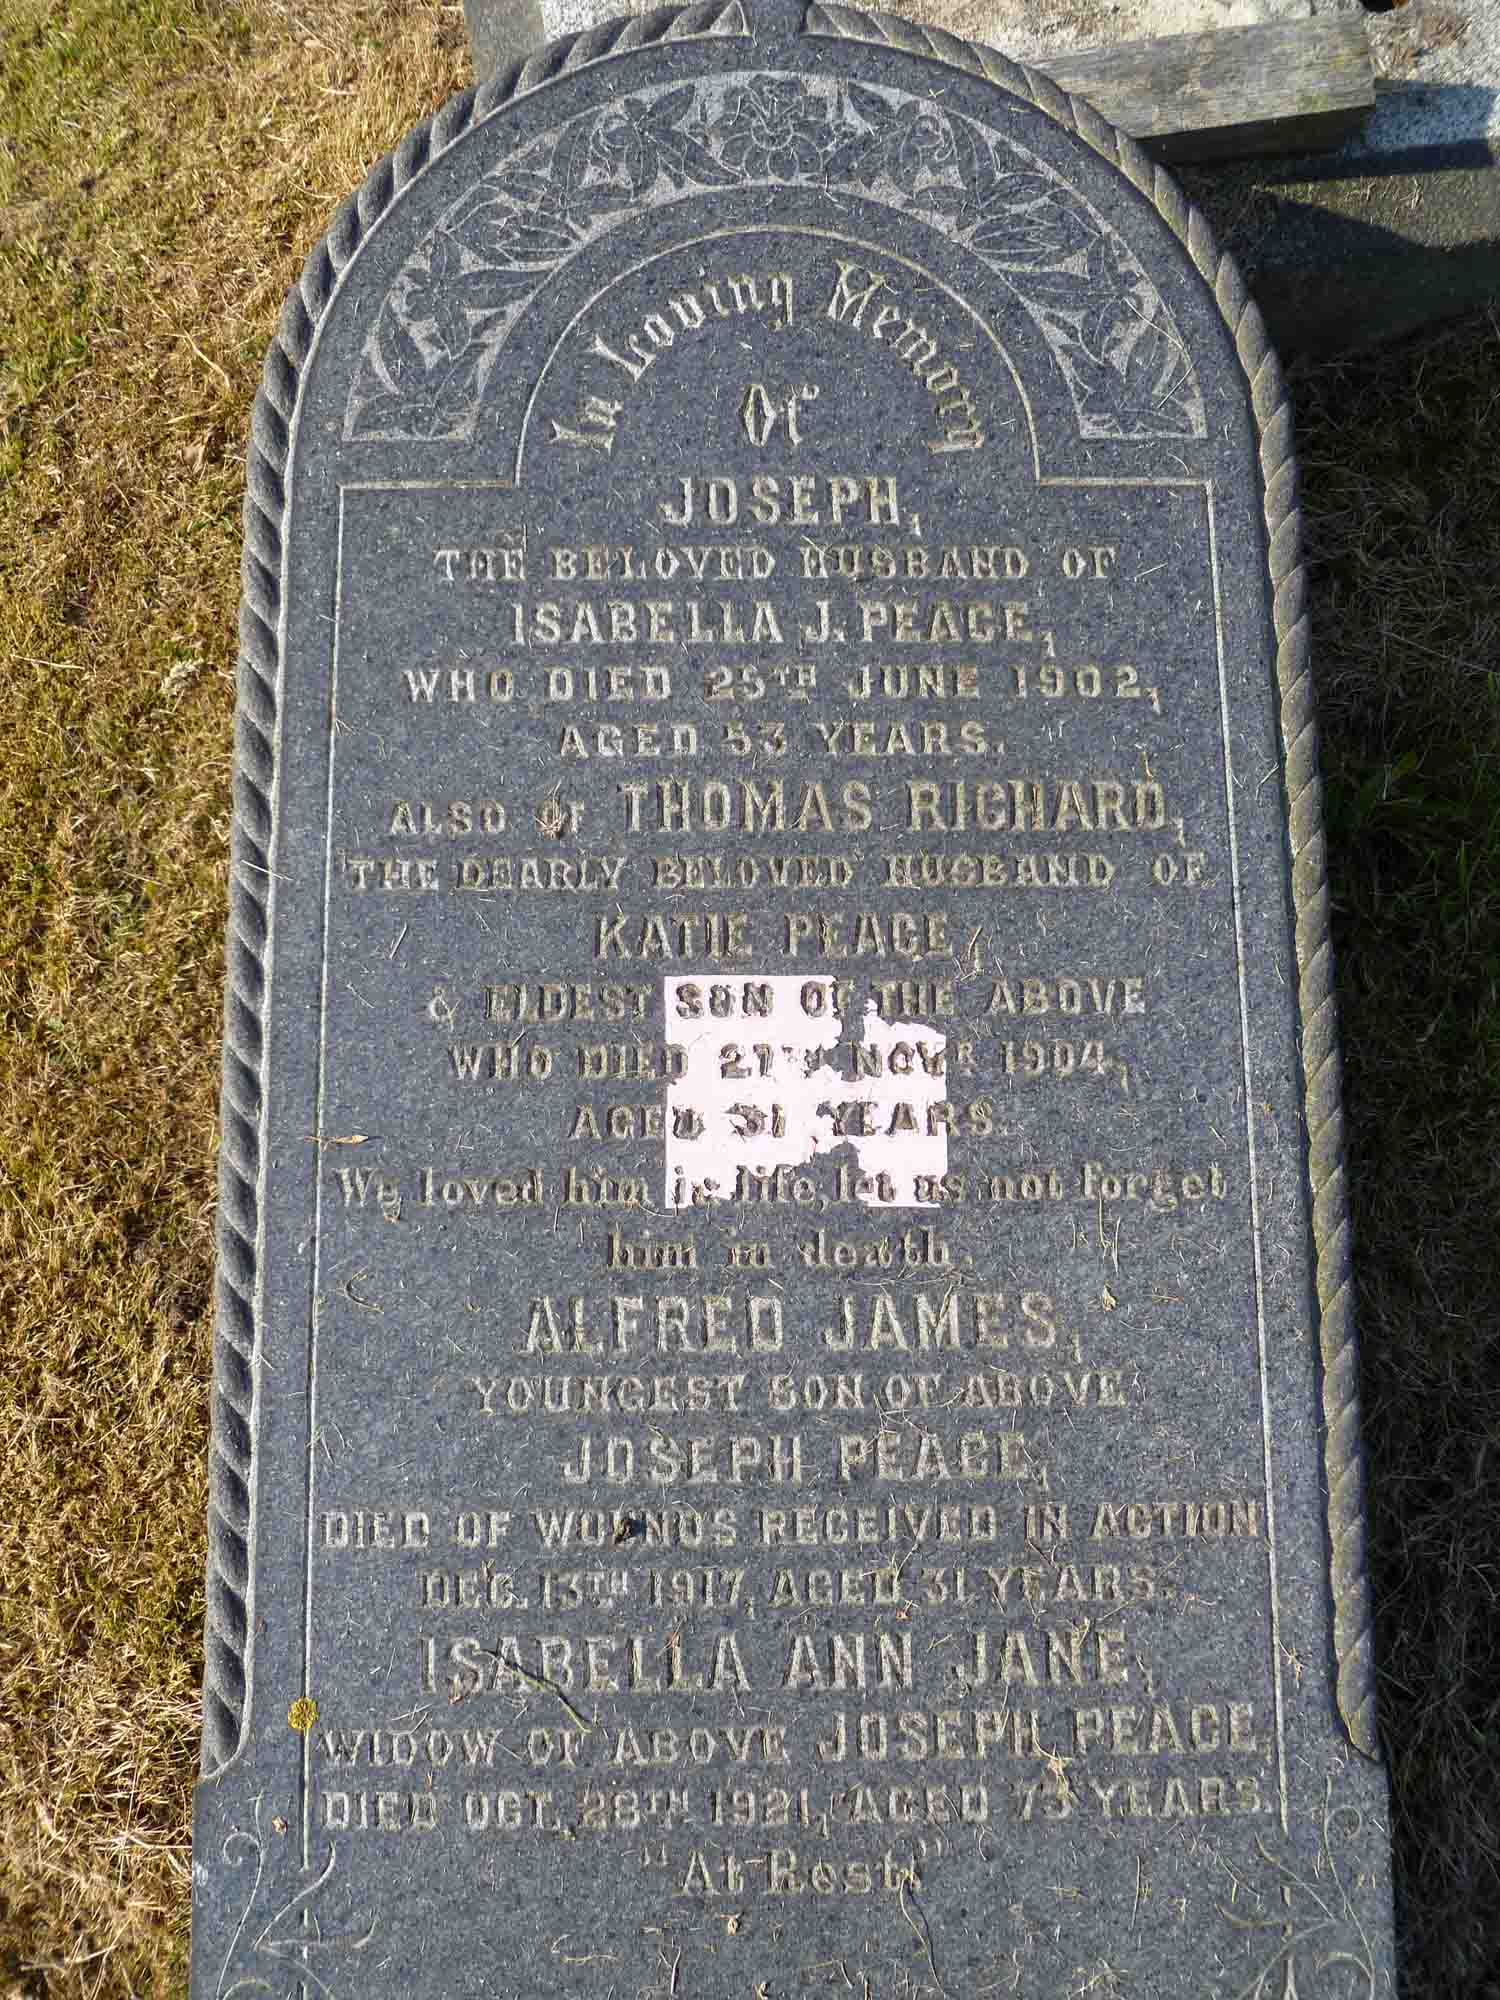 In Loving Memory
Of
JOSEPH,
THE BELOVED HUSBAND OF
ISABELLA J. PEACE,
WHO DIED 25TH JUNE 1902,
AGED 53 YEARS.
ALSO OF THOMAS RICHARD,
THE DEARLY BELOVED HUSBAND OF
KATIE PEACE,
& ELDEST SON OF THE ABOVE
WHO DIED 27TH NOVR 1904,
AGED 31 YEARS.
We loved him in life, let us not forget
him in death.
ALFRED JAMES,
YOUNGEST SON OF ABOVE
JOSEPH PEACE,
DIED OF WOUNDS RECEIVED IN ACTION
DEC. 13TH 1917, AGED 31 YEARS.
ISABELLA ANN JANE,
WIDOW OF ABOVE JOSEPH PEACE,
DIED OCT. 28TH 1921, AGED 73 YEARS.
"At Rest"